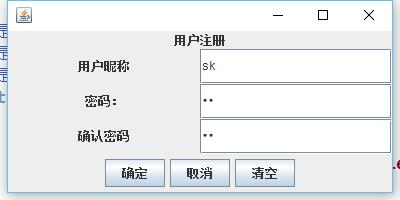 用户注册
用户昵称 sk
密码： ••
确认密码 ••
确定 取消 清空